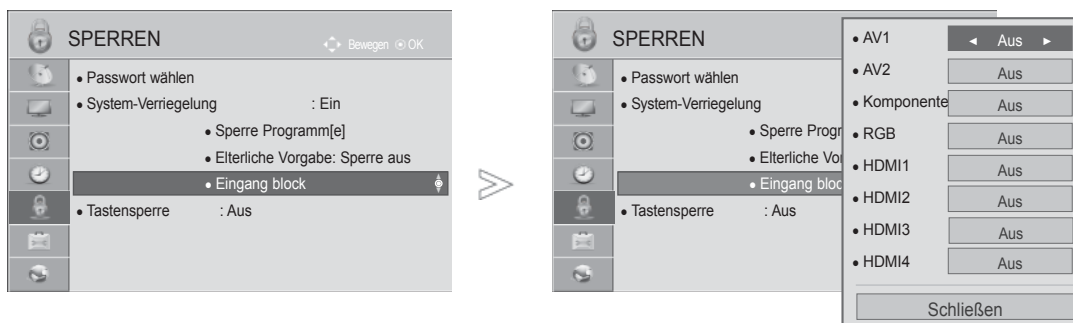 SPERREN
Bewegen OK
• Passwort wählen
• System-Verriegelung : Ein
• Sperre Programm[e]
• Elterliche Vorgabe: Sperre aus
• Eingang block
• Tastensperre : Aus
SPERREN
• Passwort wählen
• System-Verriegelung
• Sperre Progr
• Elterliche Vor
• Eingang bloc
• Tastensperre : Aus
• AV1 ◄ Aus ►
• AV2 Aus
• Komponente Aus
• RGB Aus
• HDMI1 Aus
• HDMI2 Aus
• HDMI3 Aus
• HDMI4 Aus
Schließen